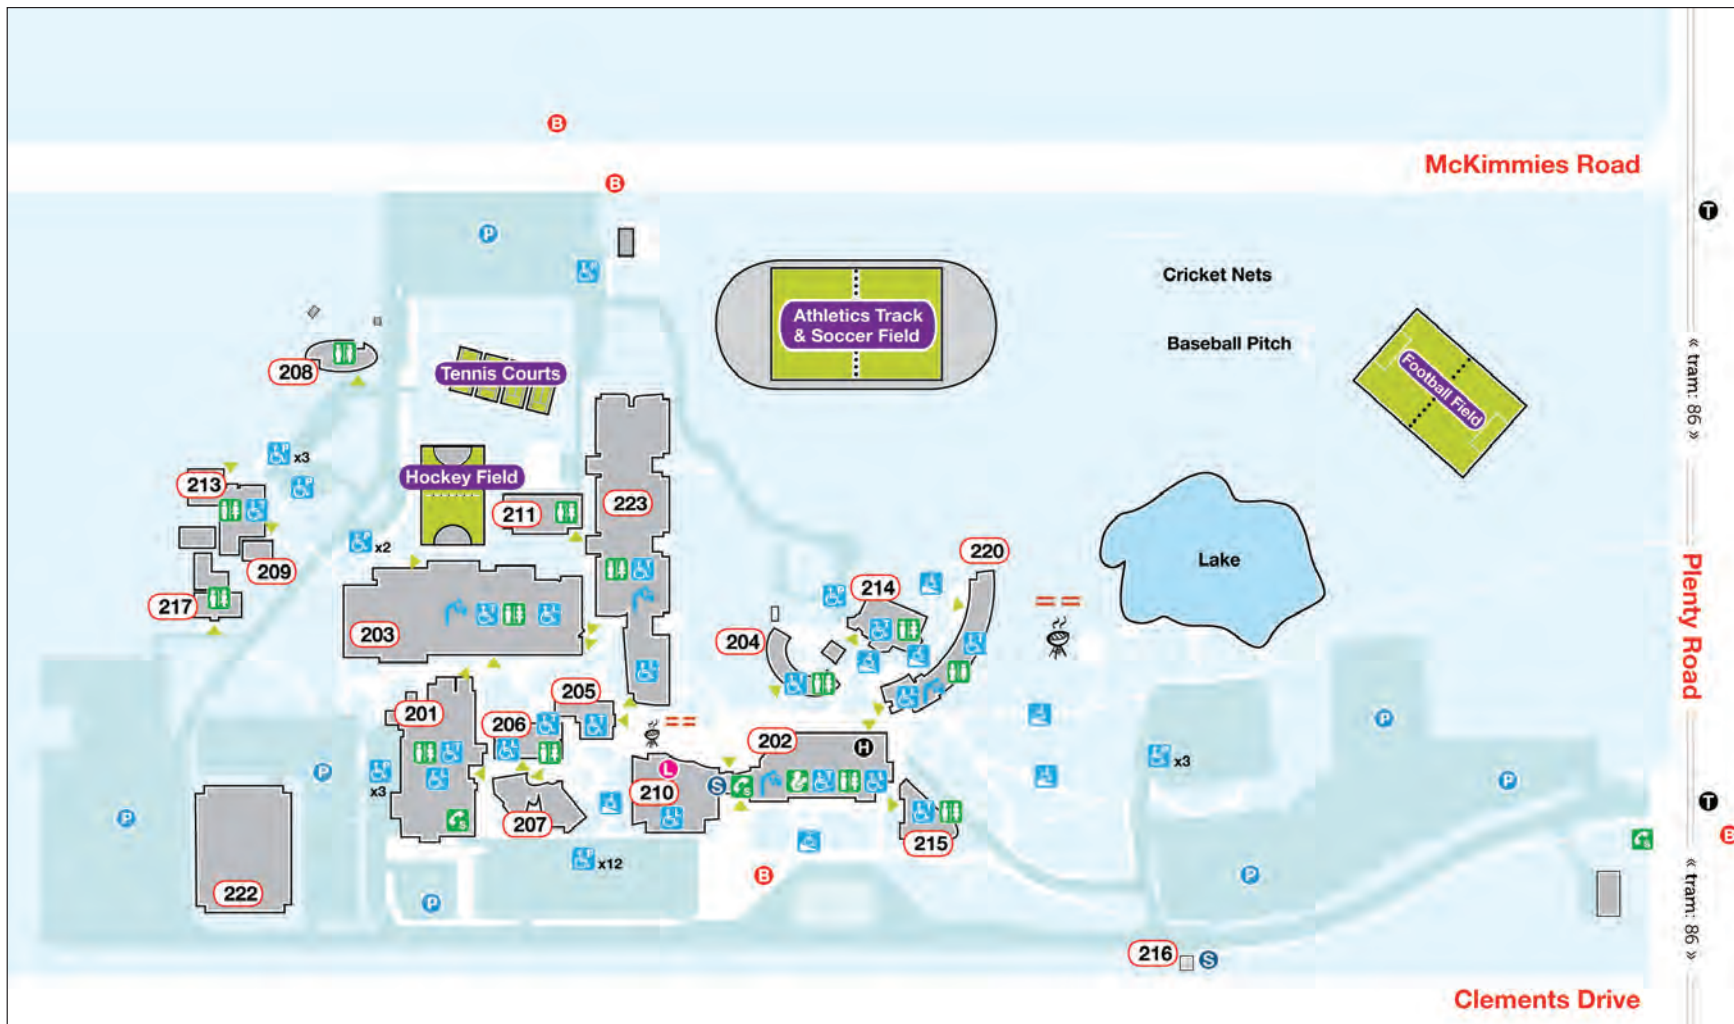 B
McKimmies Road
B
T
P
P
Cricket Nets
Athletics Track
& Soccer Field
Baseball Pitch
« tram: 86 »
208
Tennis Courts
Football Field
P
x3
P
213
Hockey Field
223
211
T
P
x2
220
Lake
209
T
214
P
217
203
T
L
T
204
L
Plenty Road
T
L
205
201
206
T
T
L
202
H
P
P
x3
P
T
L
P
x3
L
210
S
S
T
L
P
T
B
207
L
T
215
S
P
S
P
x12
B
P
222
P
« tram: 86 »
216
S
Clements Drive